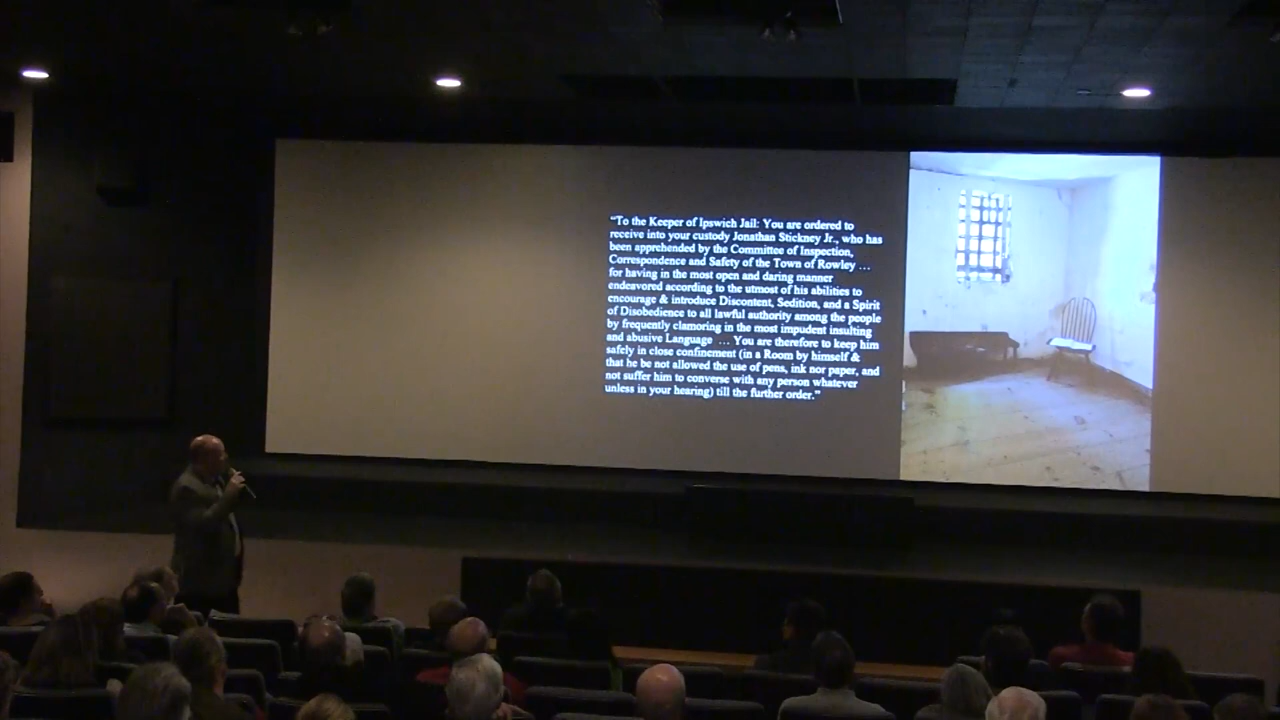 “To the Keeper of Ipswich Jail: You are ordered to
receive into your custody Jonathan Stickney Jr., who has
been apprehended by the Committee of Inspection,
Correspondence and Safety of the Town of Rowley …
for having in the most open and daring manner
endeavored according to the utmost of his abilities to
encourage & introduce Discontent, Sedition, and a Spirit
of Disobedience to all lawful authority among the people
by frequently clamoring in the most impudent insulting
and abusive Language … You are therefore to keep him
safely in close confinement (in a Room by himself &
that he be not allowed the use of pens, ink nor paper, and
not suffer him to converse with any person whatever
unless in your hearing) till the further order.”